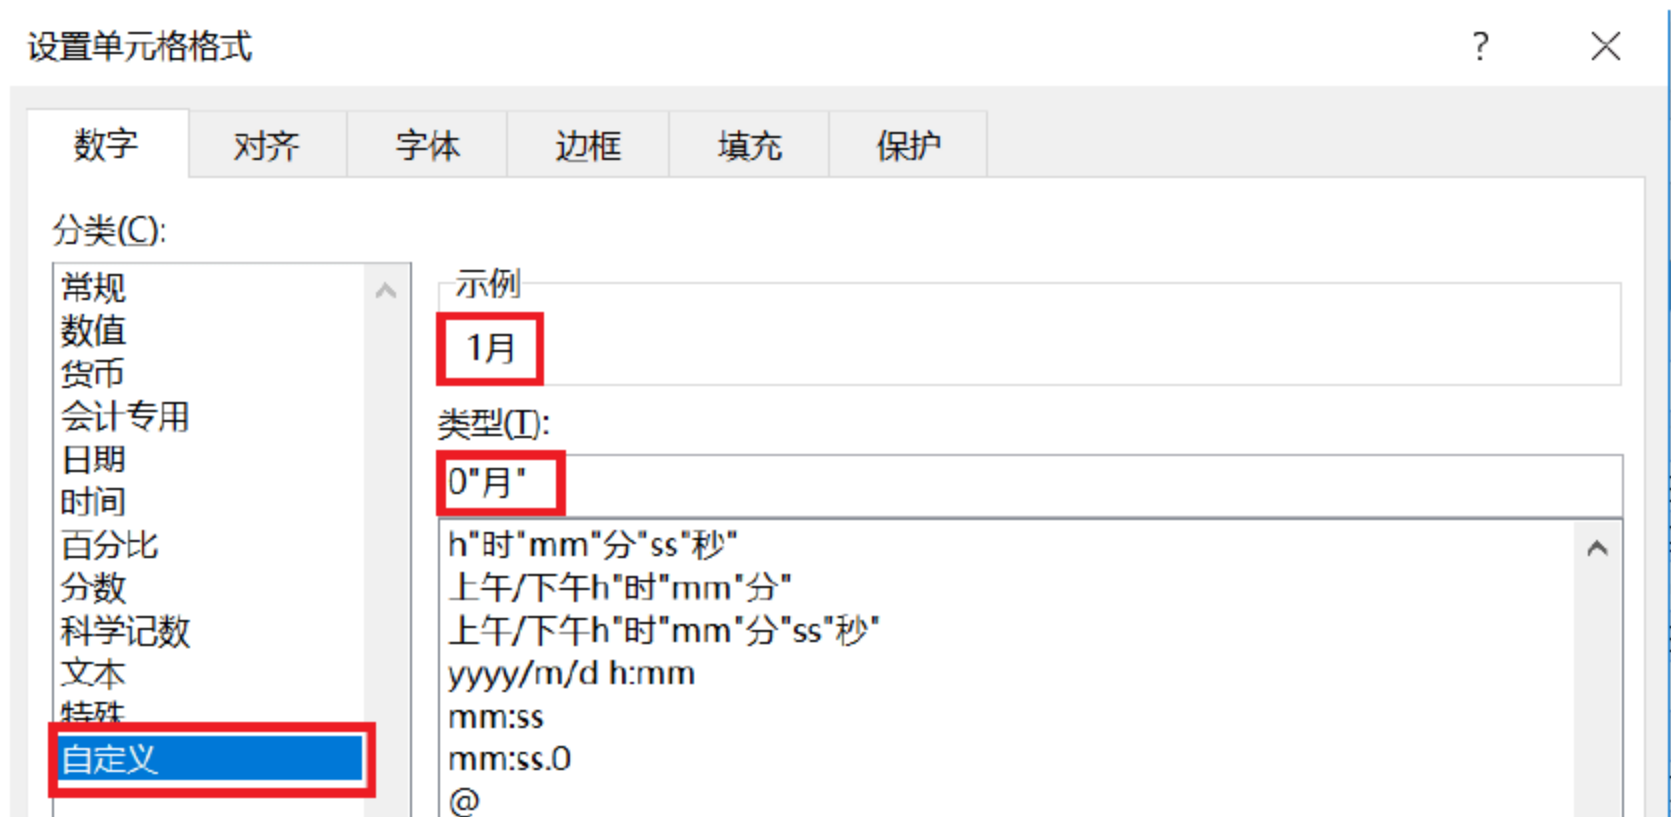 设置单元格格式
?
数字 对齐 字体 边框 填充 保护
分类(C):
常规
数值
货币
会计专用
日期
时间
百分比
分数
科学记数
文本
特殊
自定义
示例
1月
类型(T):
0"月"
h"时"mm"分"ss"秒"
上午/下午h"时"mm"分"
上午/下午h"时"mm"分"ss"秒"
yyyy/m/d h:mm
mm:ss
mm:ss.0
@